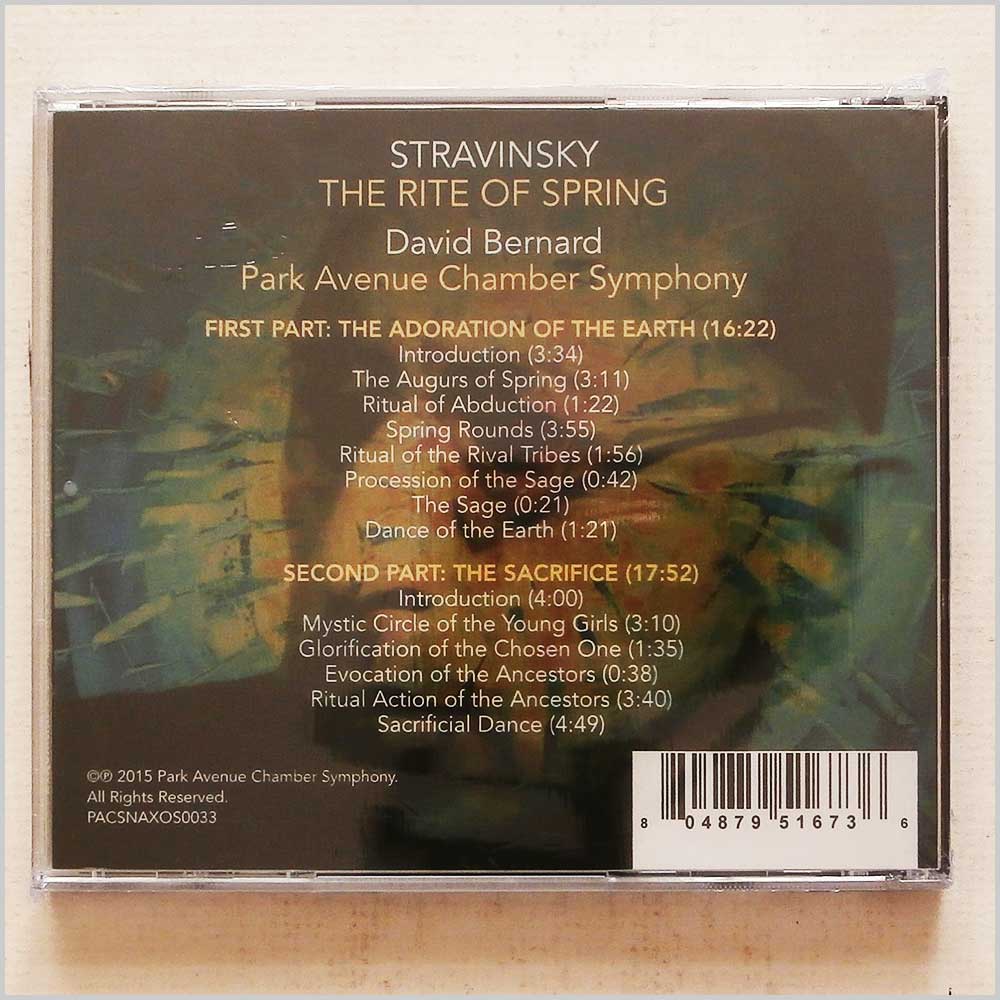 STRAVINSKY
THE RITE OF SPRING
David Bernard
Park Avenue Chamber Symphony
FIRST PART: THE ADORATION OF THE EARTH (16:22)
Introduction (3:34)
The Augurs of Spring (3:11)
Ritual of Abduction (1:22)
Spring Rounds (3:55)
Ritual of the Rival Tribes (1:56)
Procession of the Sage (0:42)
The Sage (0:21)
Dance of the Earth (1:21)
SECOND PART: THE SACRIFICE (17:52)
Introduction (4:00)
Mystic Circle of the Young Girls (3:10)
Glorification of the Chosen One (1:35)
Evocation of the Ancestors (0:38)
Ritual Action of the Ancestors (3:40)
Sacrificial Dance (4:49)
©℗ 2015 Park Avenue Chamber Symphony.
All Rights Reserved.
PACSNAXOS0033
8 04879 51673 6